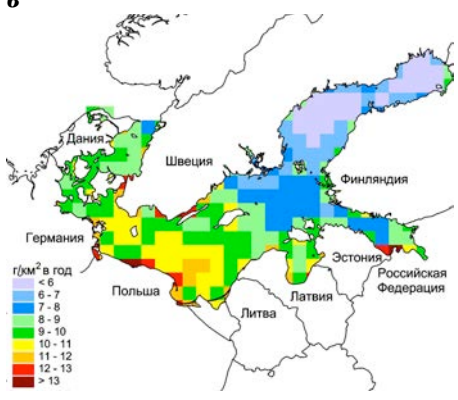 б
Дания
Швеция
Финляндия
Германия
Эстония
г/км² в год
Российская
Федерация
Польша
Латвия
Литва
< 6
6 - 7
7 - 8
8 - 9
9 - 10
10 - 11
11 - 12
12 - 13
> 13